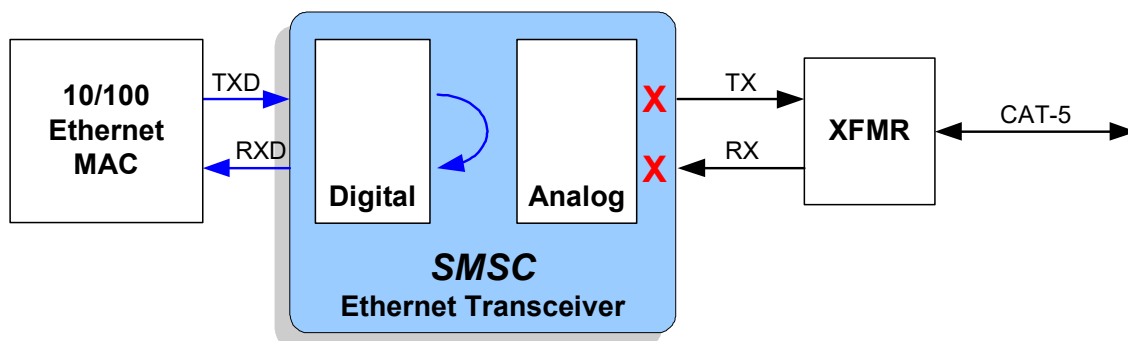 10/100
Ethernet
MAC
TXD
RXD
Digital
Analog
X
X
SMSC
Ethernet Transceiver
TX
RX
XFMR
CAT-5